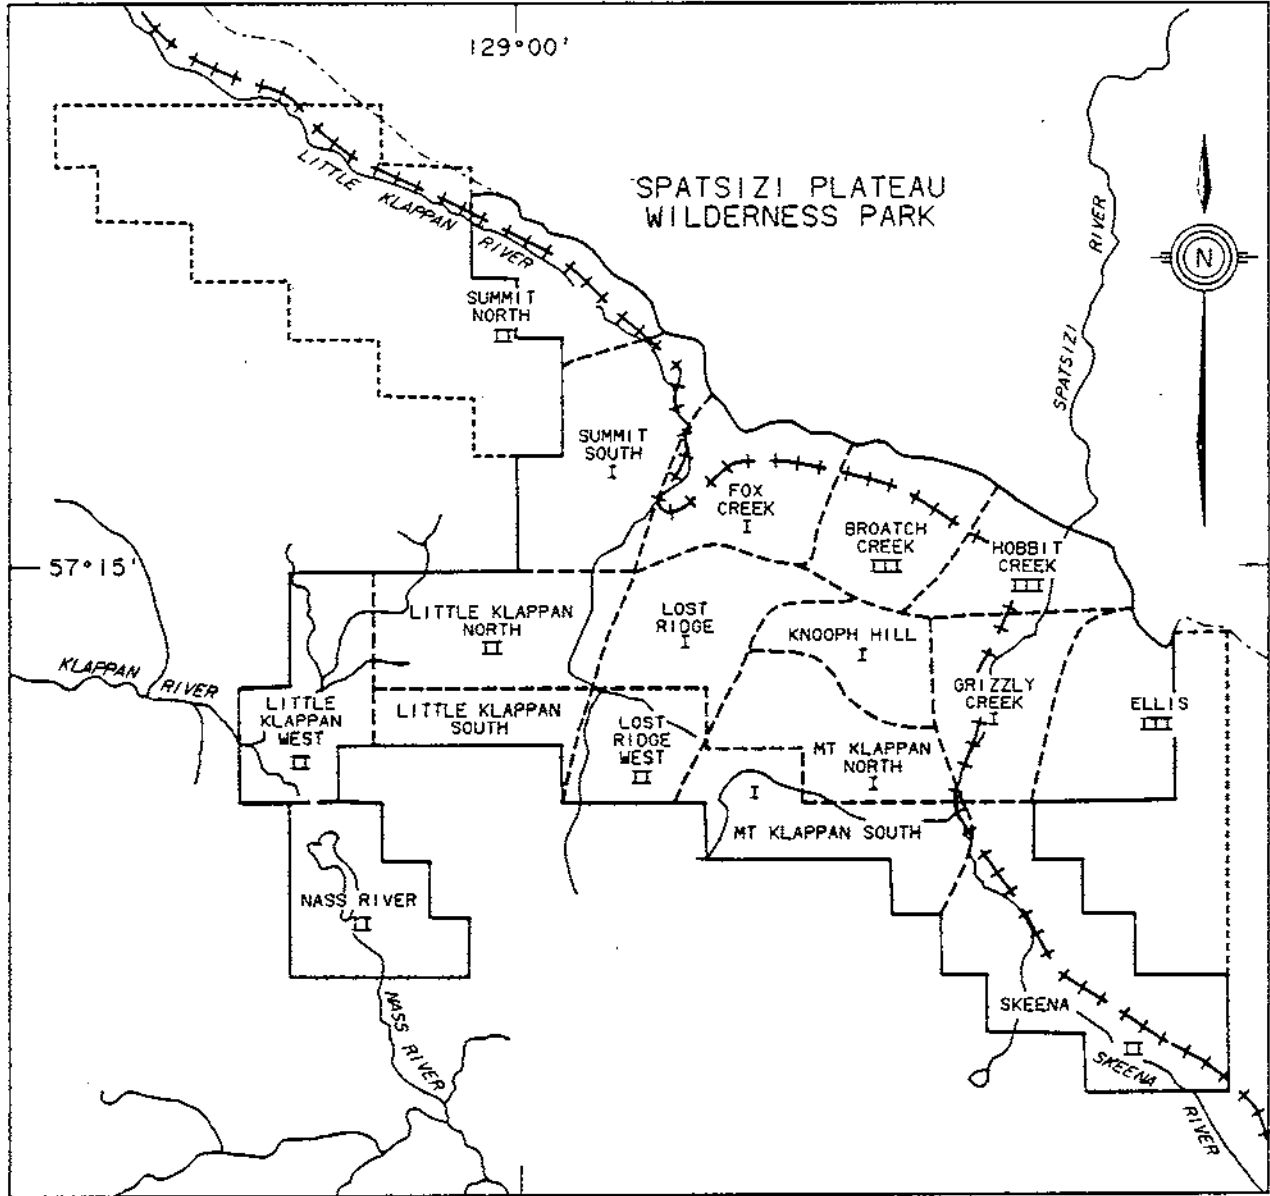 129°00'
SPATSIZI PLATEAU
WILDERNESS PARK
LITTLE KLAPPAN RIVER
SPATSIZI RIVER
N
SUMMIT
NORTH
II
SUMMIT
SOUTH
I
FOX
CREEK
I
BROATCH
CREEK
III
HOBBIT
CREEK
III
57°15'
LITTLE KLAPPAN
NORTH
II
LOST
RIDGE
I
KNOOPH HILL
I
KLAPPAN RIVER
GRIZZLY
CREEK
I
ELLIS
III
LITTLE
KLAPPAN
WEST
II
LITTLE KLAPPAN
SOUTH
LOST
RIDGE
WEST
II
MT KLAPPAN
NORTH
I
I
MT KLAPPAN SOUTH
NASS RIVER
II
NASS RIVER
SKEENA
II
SKEENA RIVER